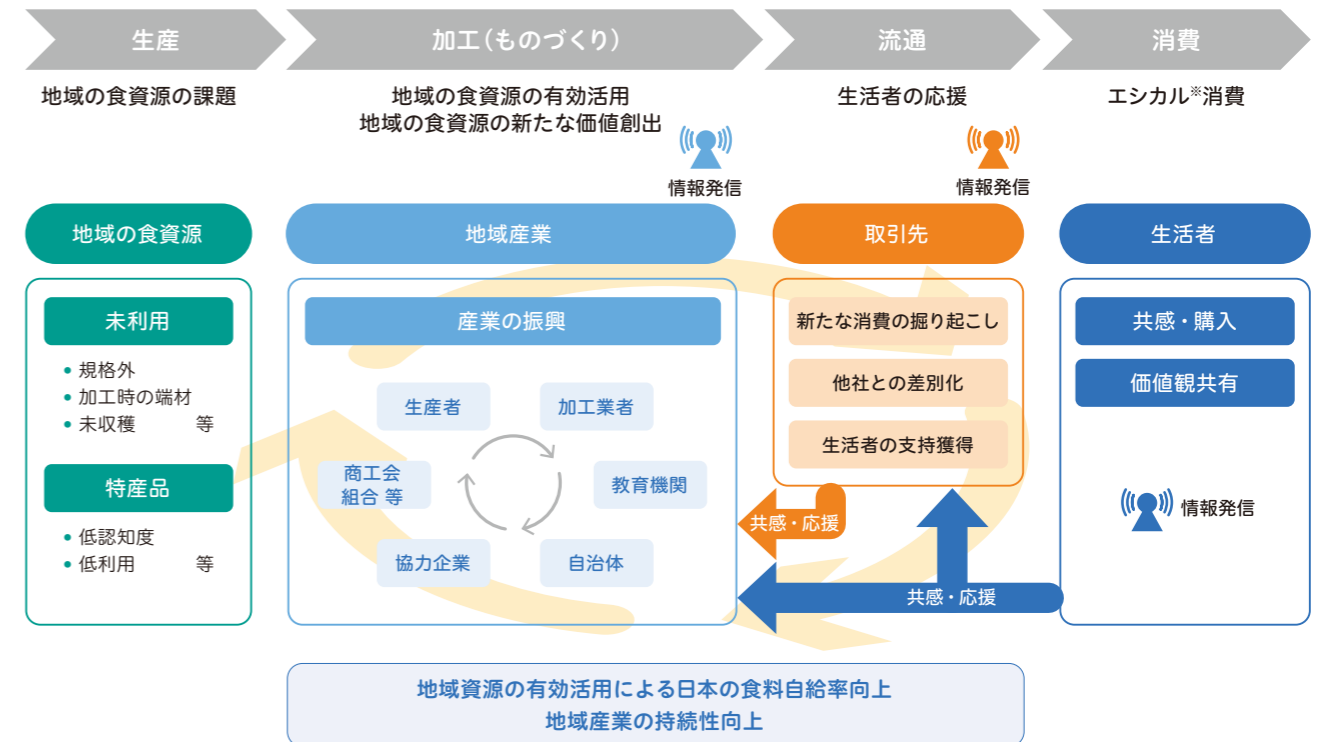 生産
加工（ものづくり）
流通
消費
地域の食資源の課題
地域の食資源の有効活用
地域の食資源の新たな価値創出
生活者の応援
エシカル※消費
情報発信
情報発信
地域の食資源
地域産業
取引先
生活者
未利用
• 規格外
• 加工時の端材
• 未収穫 等
特産品
• 低認知度
• 低利用 等
産業の振興
生産者
加工業者
商工会
組合 等
教育機関
協力企業
自治体
新たな消費の掘り起こし
他社との差別化
生活者の支持獲得
共感・応援
共感・応援
共感・購入
価値観共有
情報発信
地域資源の有効活用による日本の食料自給率向上
地域産業の持続性向上